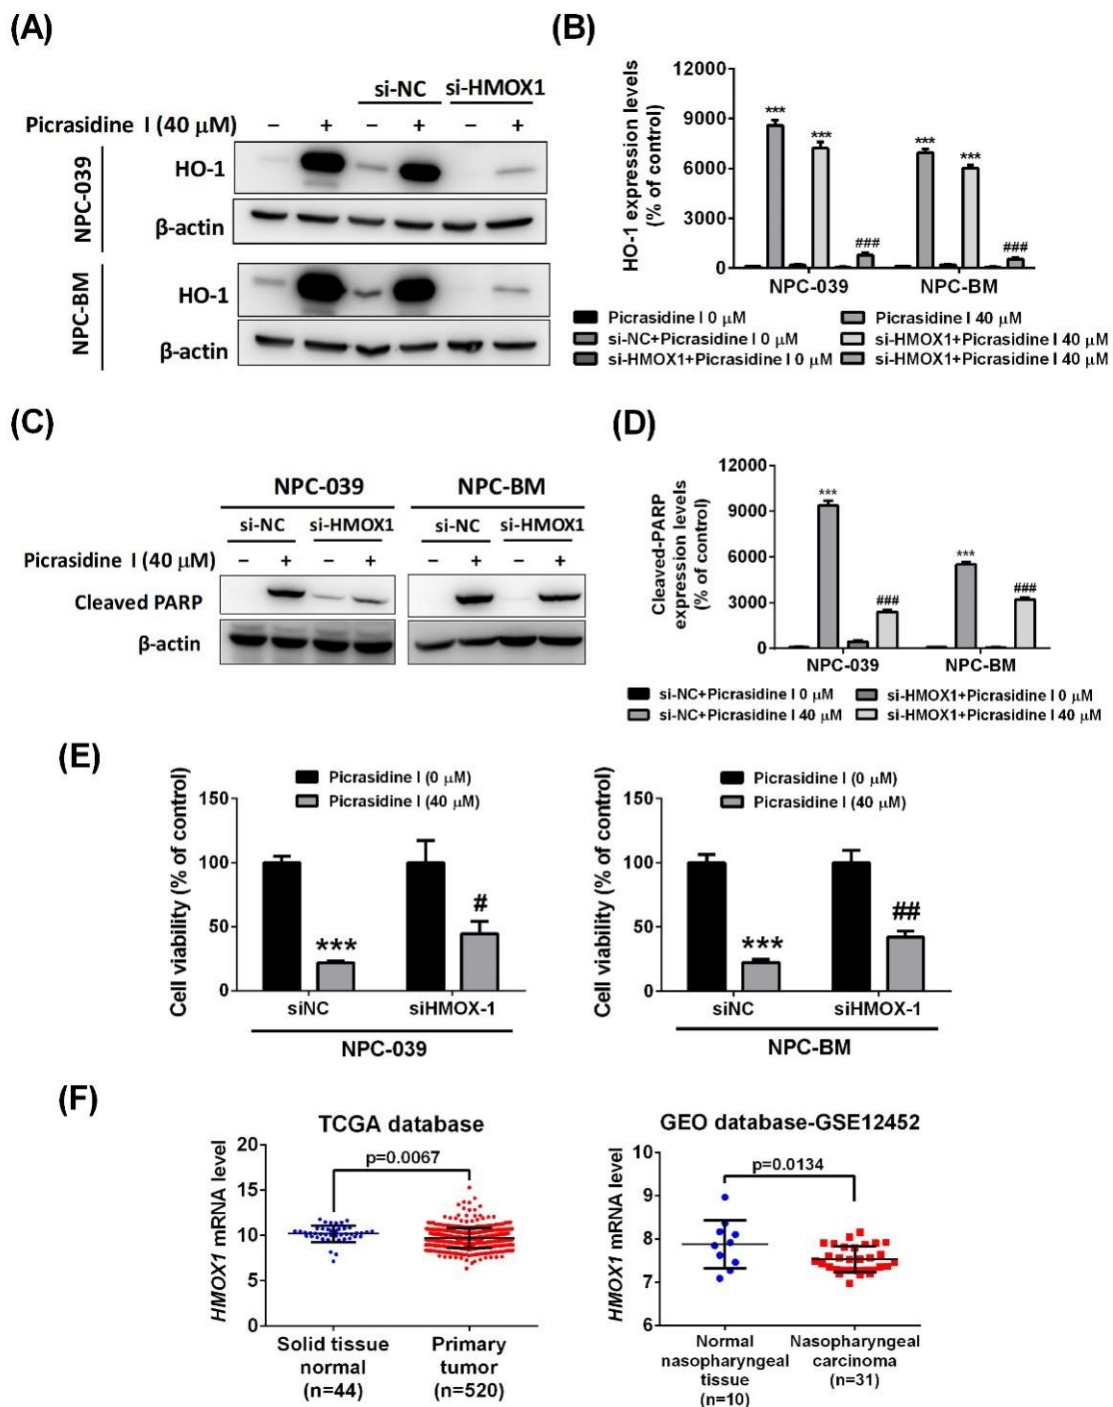 (A)
si-NC si-HMOX1
Picrasidine I (40 μM) – + – + – +
NPC-039
HO-1
β-actin
NPC-BM
HO-1
β-actin
(B)
HO-1 expression levels
(% of control)
12000
9000
6000
3000
0
*** *** ### *** *** ###
NPC-039 NPC-BM
Picrasidine I 0 μM Picrasidine I 40 μM
si-NC+Picrasidine I 0 μM si-HMOX1+Picrasidine I 40 μM
si-HMOX1+Picrasidine I 0 μM si-HMOX1+Picrasidine I 40 μM
(C)
NPC-039 NPC-BM
si-NC si-HMOX1 si-NC si-HMOX1
Picrasidine I (40 μM) – + – + – + – +
Cleaved PARP
β-actin
(D)
Cleaved-PARP
expression levels
(% of control)
12000
9000
6000
3000
0
*** ### *** ###
NPC-039 NPC-BM
si-NC+Picrasidine I 0 μM si-HMOX1+Picrasidine I 0 μM
si-NC+Picrasidine I 40 μM si-HMOX1+Picrasidine I 40 μM
(E)
Picrasidine I (0 μM)
Picrasidine I (40 μM)
Cell viability (% of control)
150
100
50
0
*** #
siNC siHMOX-1
NPC-039
Picrasidine I (0 μM)
Picrasidine I (40 μM)
Cell viability (% of control)
150
100
50
0
*** ##
siNC siHMOX-1
NPC-BM
(F)
TCGA database
HMOX1 mRNA level
20
15
10
5
0
p=0.0067
Solid tissue
normal
(n=44)
Primary
tumor
(n=520)
GEO database-GSE12452
HMOX1 mRNA level
10
9
8
7
6
p=0.0134
Normal
nasopharyngeal
tissue
(n=10)
Nasopharyngeal
carcinoma
(n=31)